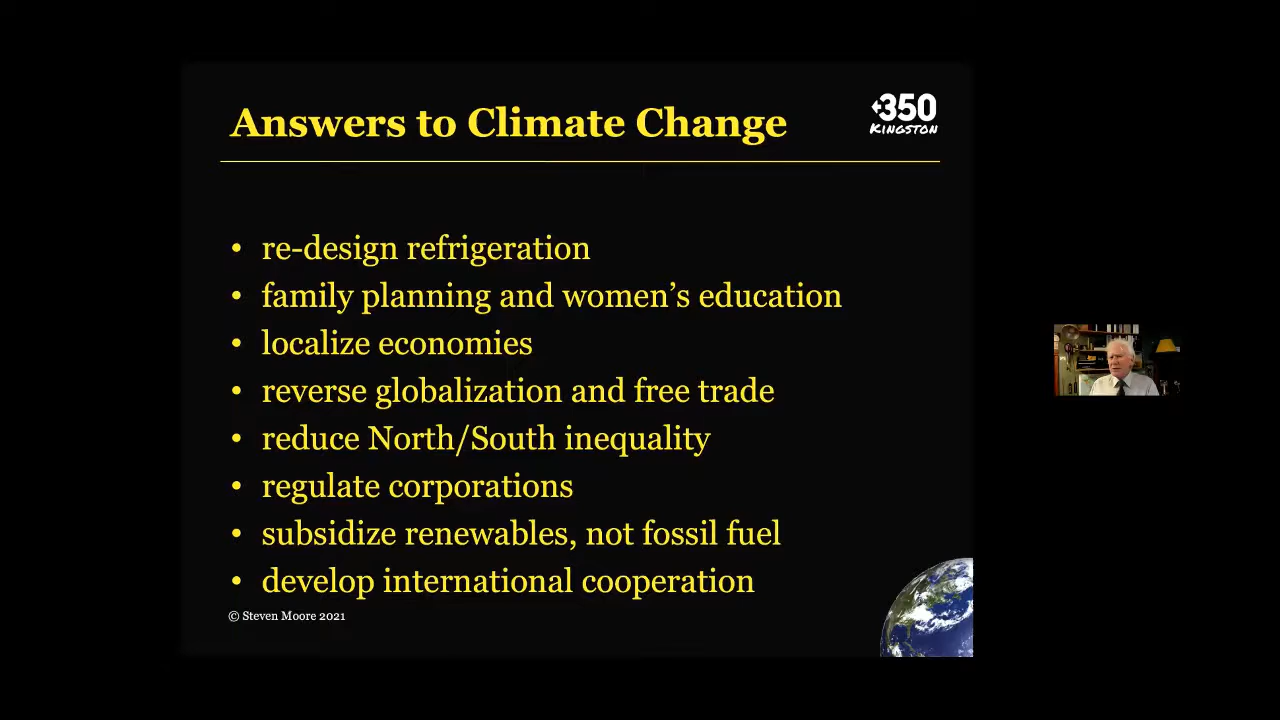 Answers to Climate Change
350
KINGSTON
• re-design refrigeration
• family planning and women’s education
• localize economies
• reverse globalization and free trade
• reduce North/South inequality
• regulate corporations
• subsidize renewables, not fossil fuel
• develop international cooperation
© Steven Moore 2021